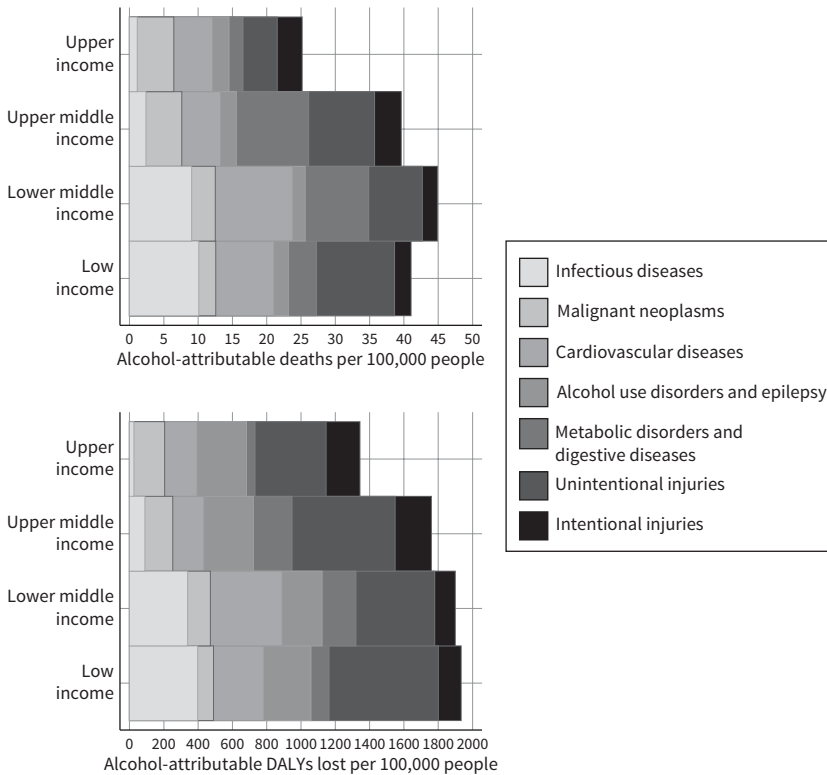 Upper
income
Upper middle
income
Lower middle
income
Low
income
0 5 10 15 20 25 30 35 40 45 50
Alcohol-attributable deaths per 100,000 people
Infectious diseases
Malignant neoplasms
Cardiovascular diseases
Alcohol use disorders and epilepsy
Metabolic disorders and
digestive diseases
Unintentional injuries
Intentional injuries
Upper
income
Upper middle
income
Lower middle
income
Low
income
0 200 400 600 800 1000 1200 1400 1600 1800 2000
Alcohol-attributable DALYs lost per 100,000 people